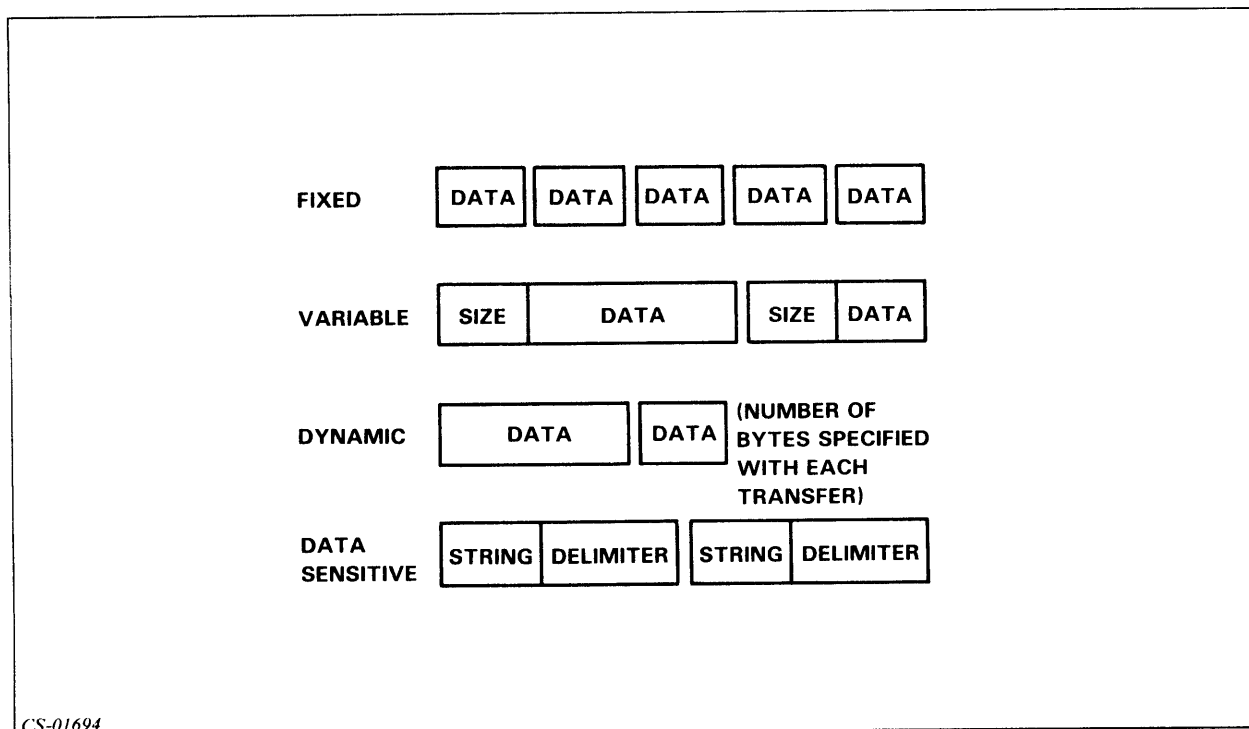 FIXED DATA DATA DATA DATA DATA
VARIABLE SIZE DATA SIZE DATA
DYNAMIC DATA DATA (NUMBER OF
BYTES SPECIFIED
WITH EACH
TRANSFER)
DATA
SENSITIVE STRING DELIMITER STRING DELIMITER
CS-01694